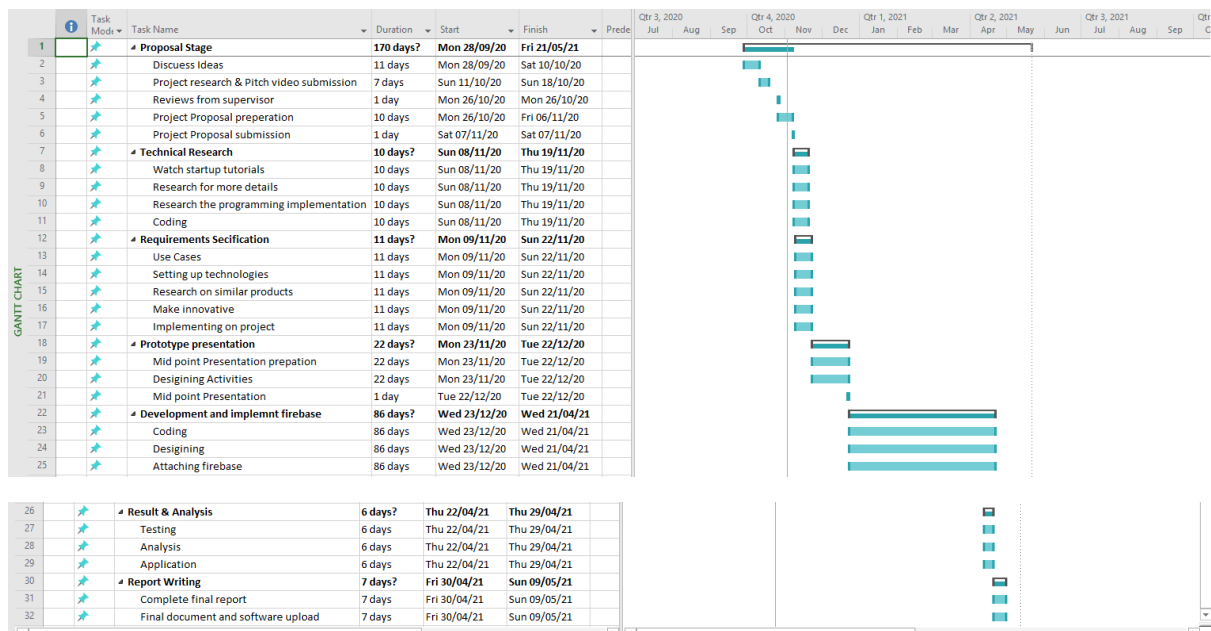 Qtr 3, 2020 Qtr 4, 2020 Qtr 1, 2021 Qtr 2, 2021 Qtr 3, 2021 Qtr
Task Mode Task Name Duration Start Finish Prede Jul Aug Sep Oct Nov Dec Jan Feb Mar Apr May Jun Jul Aug Sep
GANTT CHART
1 Proposal Stage 170 days? Mon 28/09/20 Fri 21/05/21
2 Discuess Ideas 11 days Mon 28/09/20 Sat 10/10/20
3 Project research & Pitch video submission 7 days Sun 11/10/20 Sun 18/10/20
4 Reviews from supervisor 1 day Mon 26/10/20 Mon 26/10/20
5 Project Proposal preperation 10 days Mon 26/10/20 Fri 06/11/20
6 Project Proposal submission 1 day Sat 07/11/20 Sat 07/11/20
7 Technical Research 10 days? Sun 08/11/20 Thu 19/11/20
8 Watch startup tutorials 10 days Sun 08/11/20 Thu 19/11/20
9 Research for more details 10 days Sun 08/11/20 Thu 19/11/20
10 Research the programming implementation 10 days Sun 08/11/20 Thu 19/11/20
11 Coding 10 days Sun 08/11/20 Thu 19/11/20
12 Requirements Secification 11 days? Mon 09/11/20 Sun 22/11/20
13 Use Cases 11 days Mon 09/11/20 Sun 22/11/20
14 Setting up technologies 11 days Mon 09/11/20 Sun 22/11/20
15 Research on similar products 11 days Mon 09/11/20 Sun 22/11/20
16 Make innovative 11 days Mon 09/11/20 Sun 22/11/20
17 Implementing on project 11 days Mon 09/11/20 Sun 22/11/20
18 Prototype presentation 22 days? Mon 23/11/20 Tue 22/12/20
19 Mid point Presentation prepation 22 days Mon 23/11/20 Tue 22/12/20
20 Desigining Activities 22 days Mon 23/11/20 Tue 22/12/20
21 Mid point Presentation 1 day Tue 22/12/20 Tue 22/12/20
22 Development and implemnt firebase 86 days? Wed 23/12/20 Wed 21/04/21
23 Coding 86 days Wed 23/12/20 Wed 21/04/21
24 Desigining 86 days Wed 23/12/20 Wed 21/04/21
25 Attaching firebase 86 days Wed 23/12/20 Wed 21/04/21
26 Result & Analysis 6 days? Thu 22/04/21 Thu 29/04/21
27 Testing 6 days Thu 22/04/21 Thu 29/04/21
28 Analysis 6 days Thu 22/04/21 Thu 29/04/21
29 Application 6 days Thu 22/04/21 Thu 29/04/21
30 Report Writing 7 days? Fri 30/04/21 Sun 09/05/21
31 Complete final report 7 days Fri 30/04/21 Sun 09/05/21
32 Final document and software upload 7 days Fri 30/04/21 Sun 09/05/21